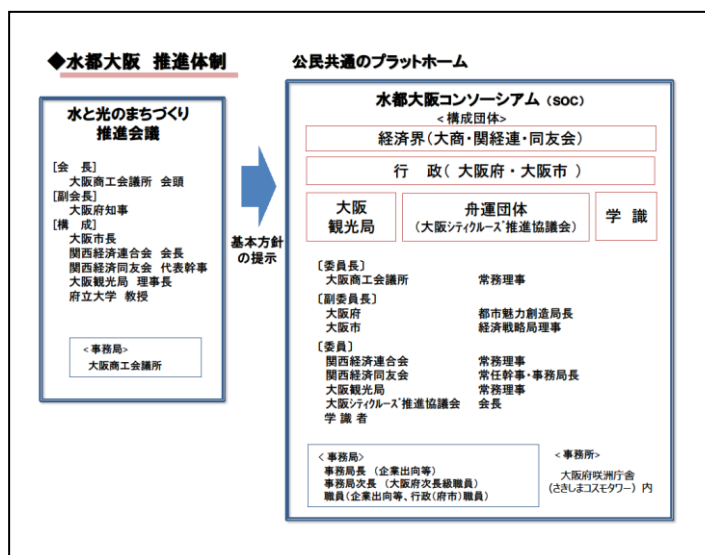 ◆水都大阪 推進体制
水と光のまちづくり
推進会議
[会 長]
大阪商工会議所 会頭
[副会長]
大阪府知事
[構 成]
大阪市長
関西経済連合会 会長
関西経済同友会 代表幹事
大阪観光局 理事長
府立大学 教授
<事務局>
大阪商工会議所
基本方針
の提示
公民共通のプラットホーム
水都大阪コンソーシアム (SOC)
<構成団体>
経済界(大商・関経連・同友会)
行 政( 大阪府・大阪市 )
大阪
観光局
舟運団体
(大阪シティクルーズ推進協議会)
学 識
〔委員長〕
大阪商工会議所 常務理事
〔副委員長〕
大阪府 都市魅力創造局長
大阪市 経済戦略局理事
〔委員〕
関西経済連合会 常務理事
関西経済同友会 常任幹事・事務局長
大阪観光局 常務理事
大阪シティクルーズ推進協議会 会長
学 識 者
<事務局>
事務局長 (企業出向等)
事務局次長 (大阪府次長級職員)
職員(企業出向等、行政(府市)職員)
<事務所>
大阪府咲洲庁舎
(さきしまコスモタワー) 内